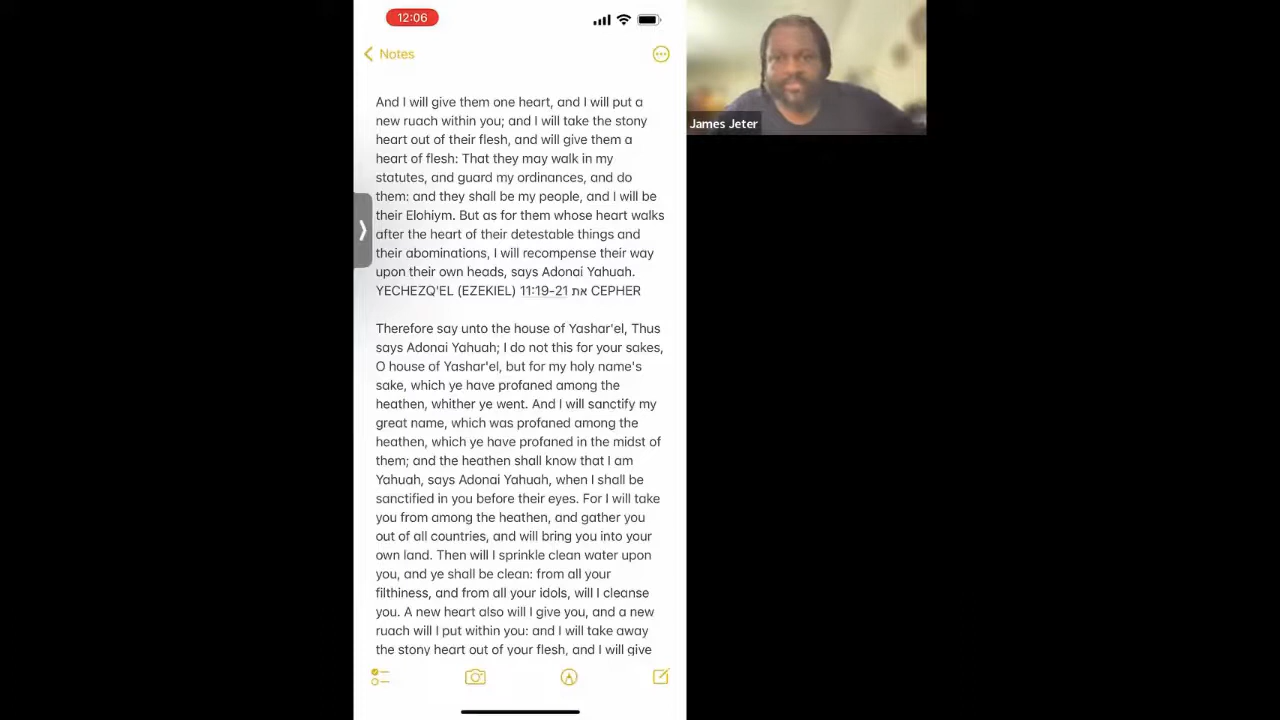 12:06
Notes
And I will give them one heart, and I will put a
new ruach within you; and I will take the stony
heart out of their flesh, and will give them a
heart of flesh: That they may walk in my
statutes, and guard my ordinances, and do
them: and they shall be my people, and I will be
their Elohiym. But as for them whose heart walks
after the heart of their detestable things and
their abominations, I will recompense their way
upon their own heads, says Adonai Yahuah.
YECHEZQ'EL (EZEKIEL) 11:19-21 את CEPHER
Therefore say unto the house of Yashar'el, Thus
says Adonai Yahuah; I do not this for your sakes,
O house of Yashar'el, but for my holy name's
sake, which ye have profaned among the
heathen, whither ye went. And I will sanctify my
great name, which was profaned among the
heathen, which ye have profaned in the midst of
them; and the heathen shall know that I am
Yahuah, says Adonai Yahuah, when I shall be
sanctified in you before their eyes. For I will take
you from among the heathen, and gather you
out of all countries, and will bring you into your
own land. Then will I sprinkle clean water upon
you, and ye shall be clean: from all your
filthiness, and from all your idols, will I cleanse
you. A new heart also will I give you, and a new
ruach will I put within you: and I will take away
the stony heart out of your flesh, and I will give
James Jeter